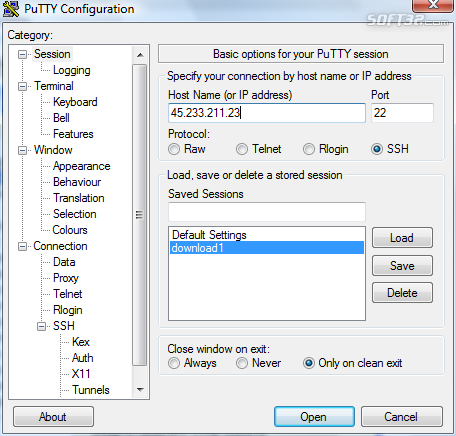 PuTTY Configuration
SOFT32.com
Category:
Session
Logging
Terminal
Keyboard
Bell
Features
Window
Appearance
Behaviour
Translation
Selection
Colours
Connection
Data
Proxy
Telnet
Rlogin
SSH
Kex
Auth
X11
Tunnels
Basic options for your PuTTY session
Specify your connection by host name or IP address
Host Name (or IP address) Port
45.233.211.23 22
Protocol:
Raw Telnet Rlogin SSH
Load, save or delete a stored session
Saved Sessions
Default Settings
download1
Load
Save
Delete
Close window on exit:
Always Never Only on clean exit
About Open Cancel